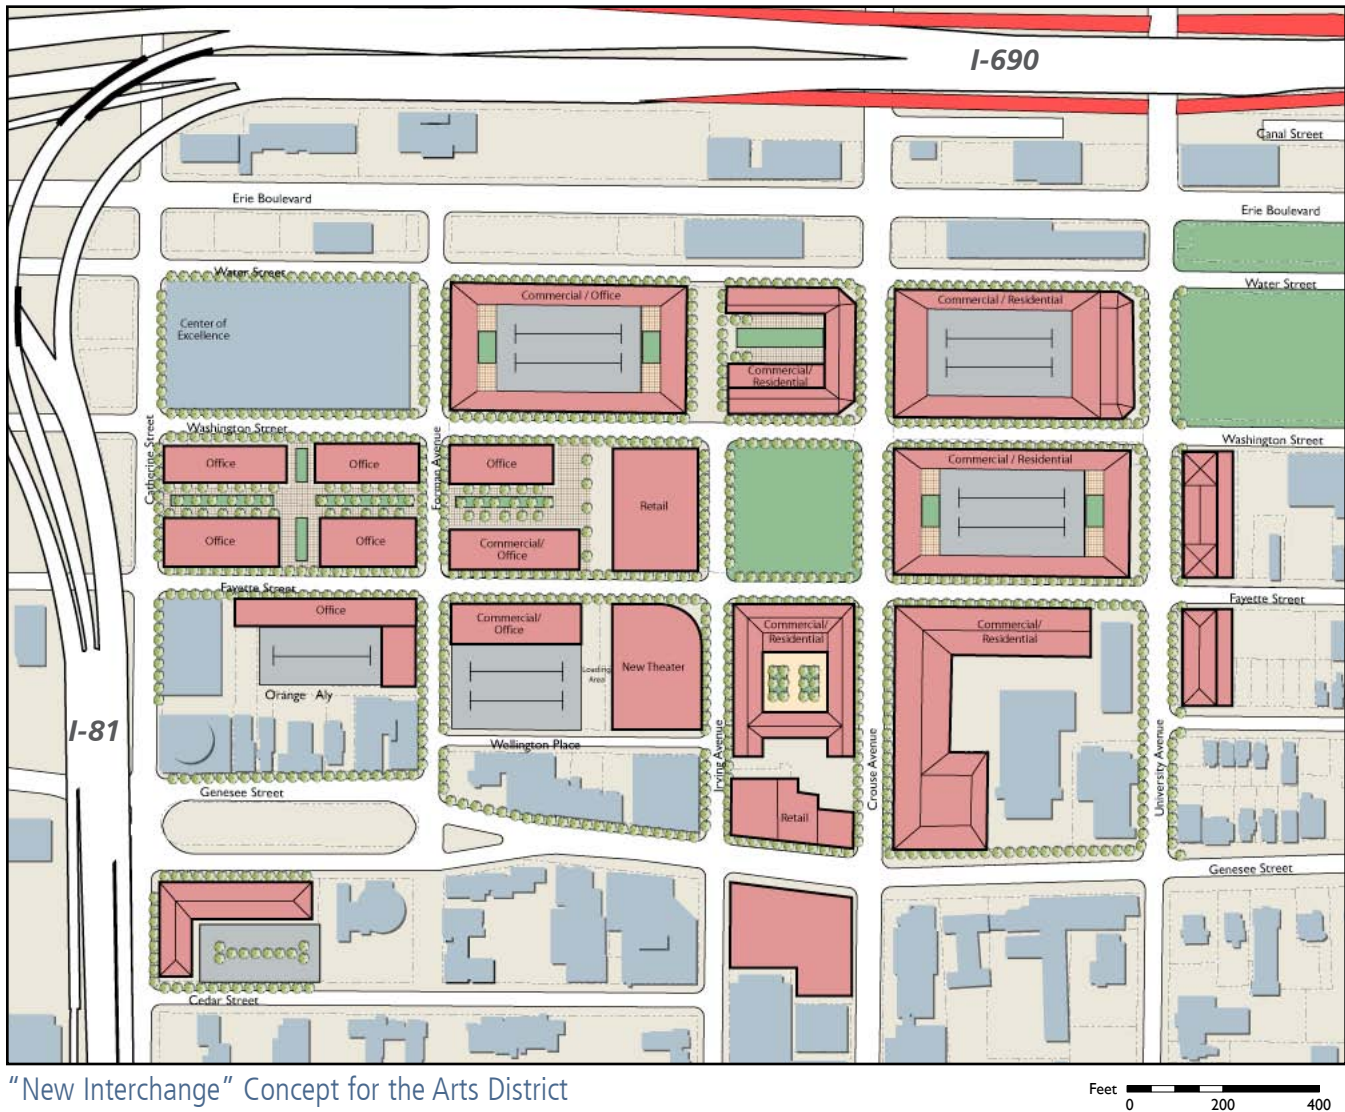 I-690
Canal Street
Erie Boulevard
Erie Boulevard
Water Street
Water Street
Commercial / Office
Commercial / Residential
Center of
Excellence
Commercial/
Residential
Catherine Street
Washington Street
Forman Avenue
Washington Street
Office
Office
Office
Commercial / Residential
Retail
Office
Office
Commercial/
Office
Fayette Street
Fayette Street
Office
Commercial/
Office
Commercial/
Residential
Commercial/
Residential
Loading
Area
New Theater
Orange Aly
I-81
Wellington Place
Irving Avenue
Crouse Avenue
University Avenue
Genesee Street
Retail
Genesee Street
Cedar Street
"New Interchange" Concept for the Arts District
Feet
0 200 400